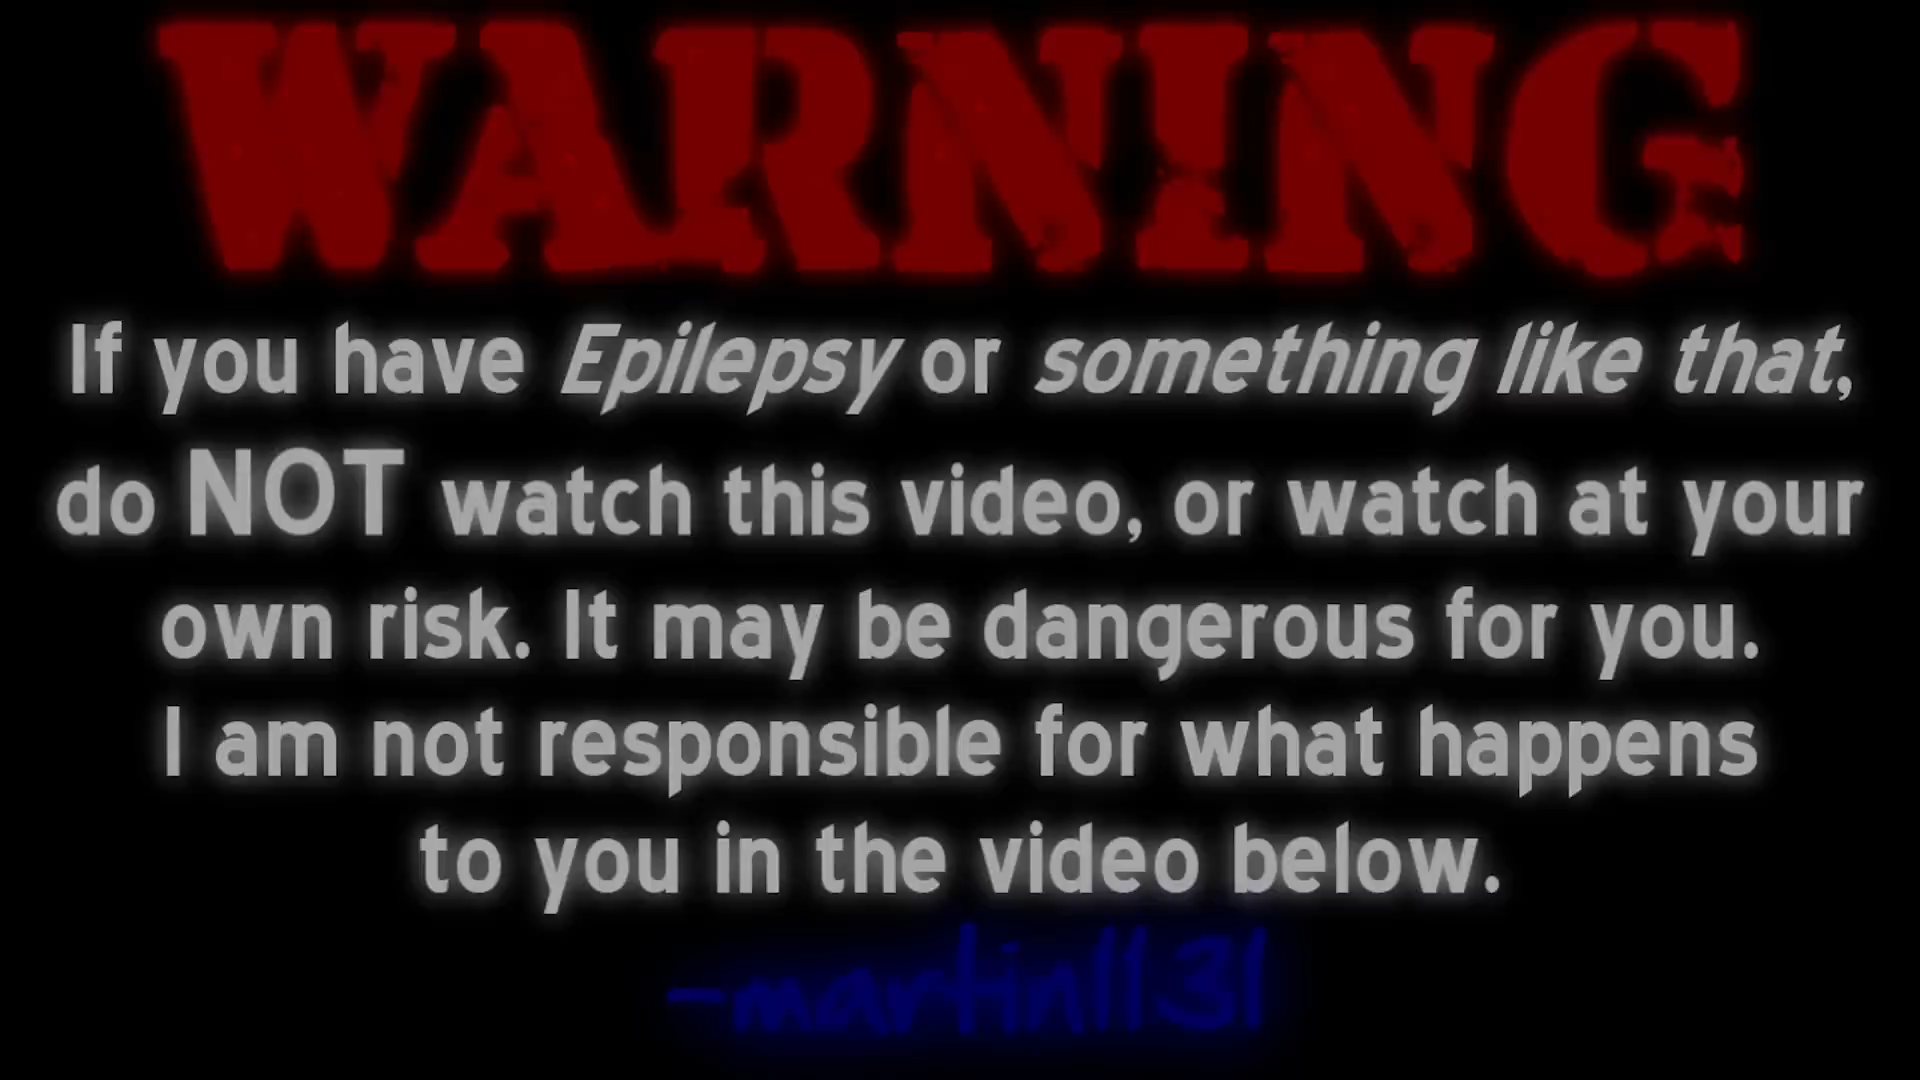 WARNING
If you have Epilepsy or something like that,
do NOT watch this video, or watch at your
own risk. It may be dangerous for you.
I am not responsible for what happens
to you in the video below.
-martin1131